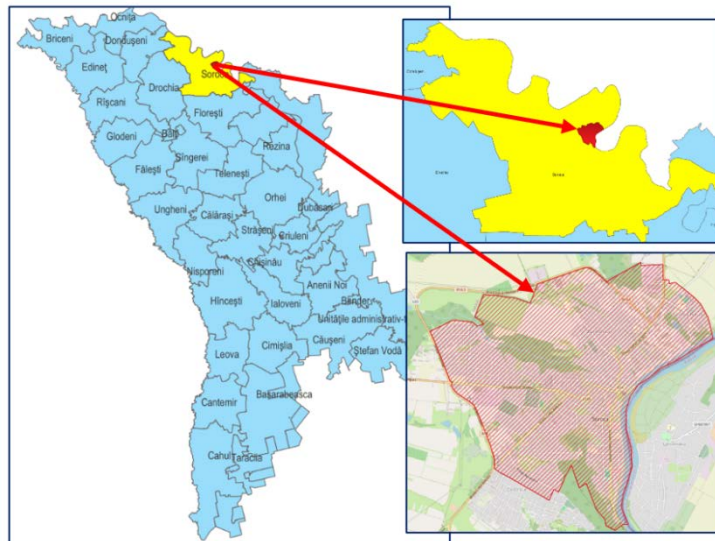 Ocnița
Briceni
Dondușeni
Edineț
Soroca
Drochia
Rîșcani
Florești
Glodeni
Bălți
Rezina
Sîngerei
Fălești
Telenești
Orhei
Ungheni
Călărași
Dubăsari
Strășeni
Criuleni
Chișinău
Nisporeni
Anenii Noi
Hîncești
Ialoveni
Bender
Unitățile administrativ-t
Căușeni
Cimișlia
Leova
Ștefan Vodă
Basarabeasca
Cantemir
Cahul
Taraclia
Soroca